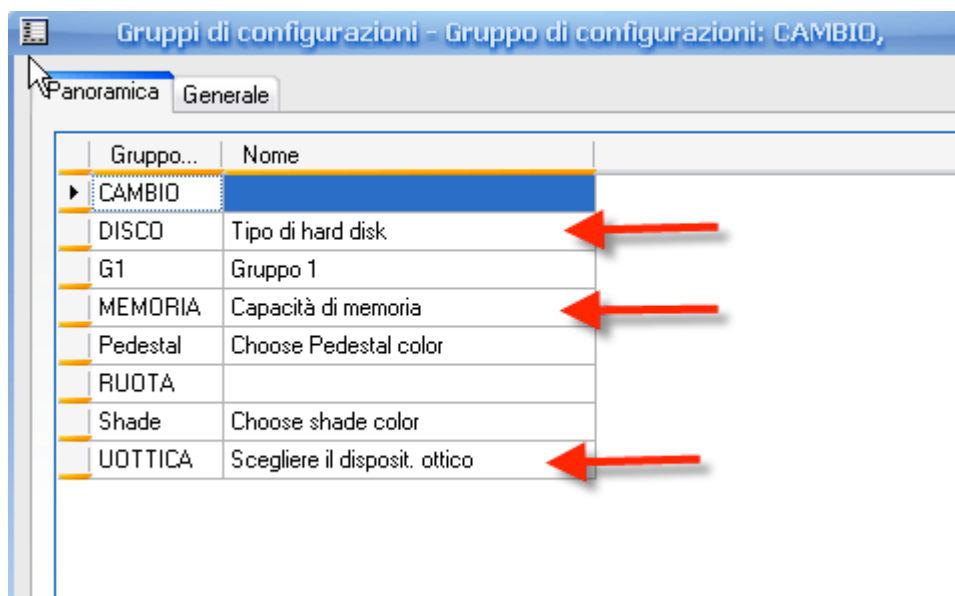 Gruppi di configurazioni - Gruppo di configurazioni: CAMBIO,
Panoramica Generale
Gruppo... Nome
CAMBIO
DISCO Tipo di hard disk
G1 Gruppo 1
MEMORIA Capacità di memoria
Pedestal Choose Pedestal color
RUOTA
Shade Choose shade color
UOTTICA Scegliere il disposit. ottico